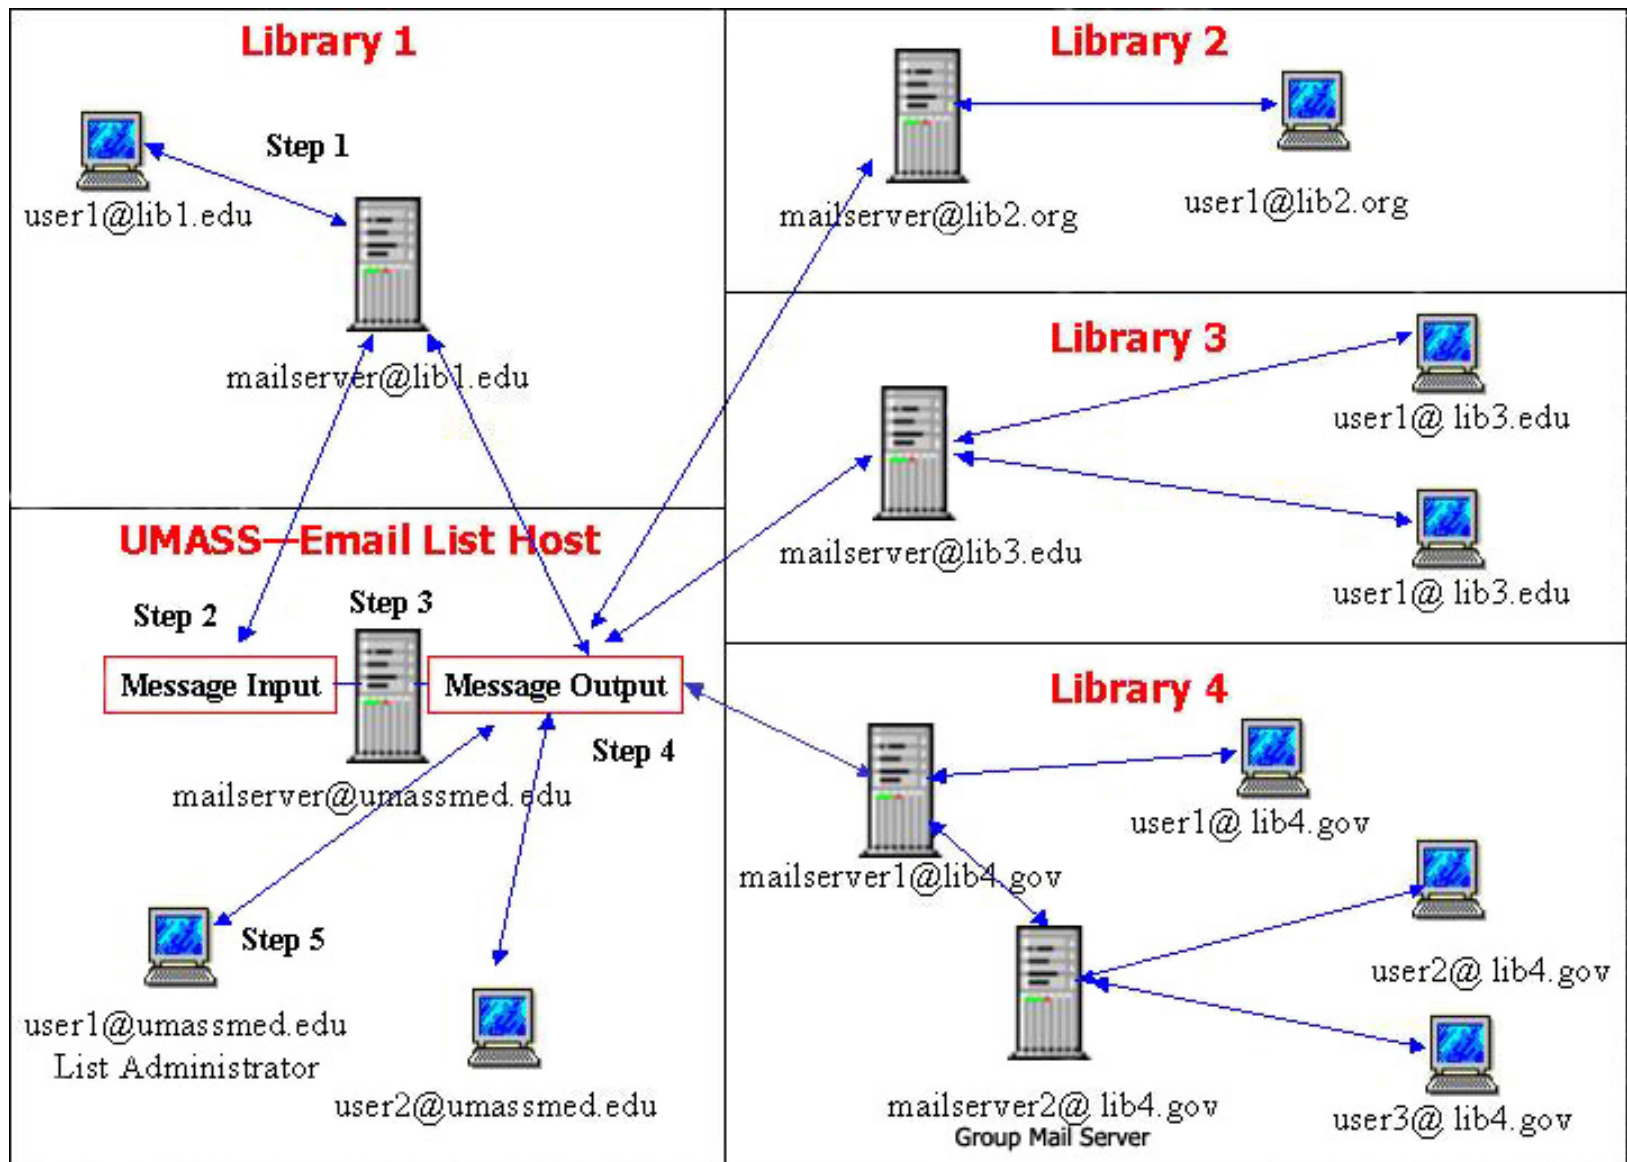 Library 1
Step 1
user1@lib1.edu
mailserver@lib1.edu
Library 2
mailserver@lib2.org
user1@lib2.org
Library 3
user1@ lib3.edu
mailserver@lib3.edu
user1@ lib3.edu
UMASS—Email List Host
Step 2
Step 3
Message Input
Message Output
Step 4
mailserver@umassmed.edu
Step 5
user1@umassmed.edu
List Administrator
user2@umassmed.edu
Library 4
user1@ lib4.gov
mailserver1@lib4.gov
user2@ lib4.gov
mailserver2@ lib4.gov
Group Mail Server
user3@ lib4.gov